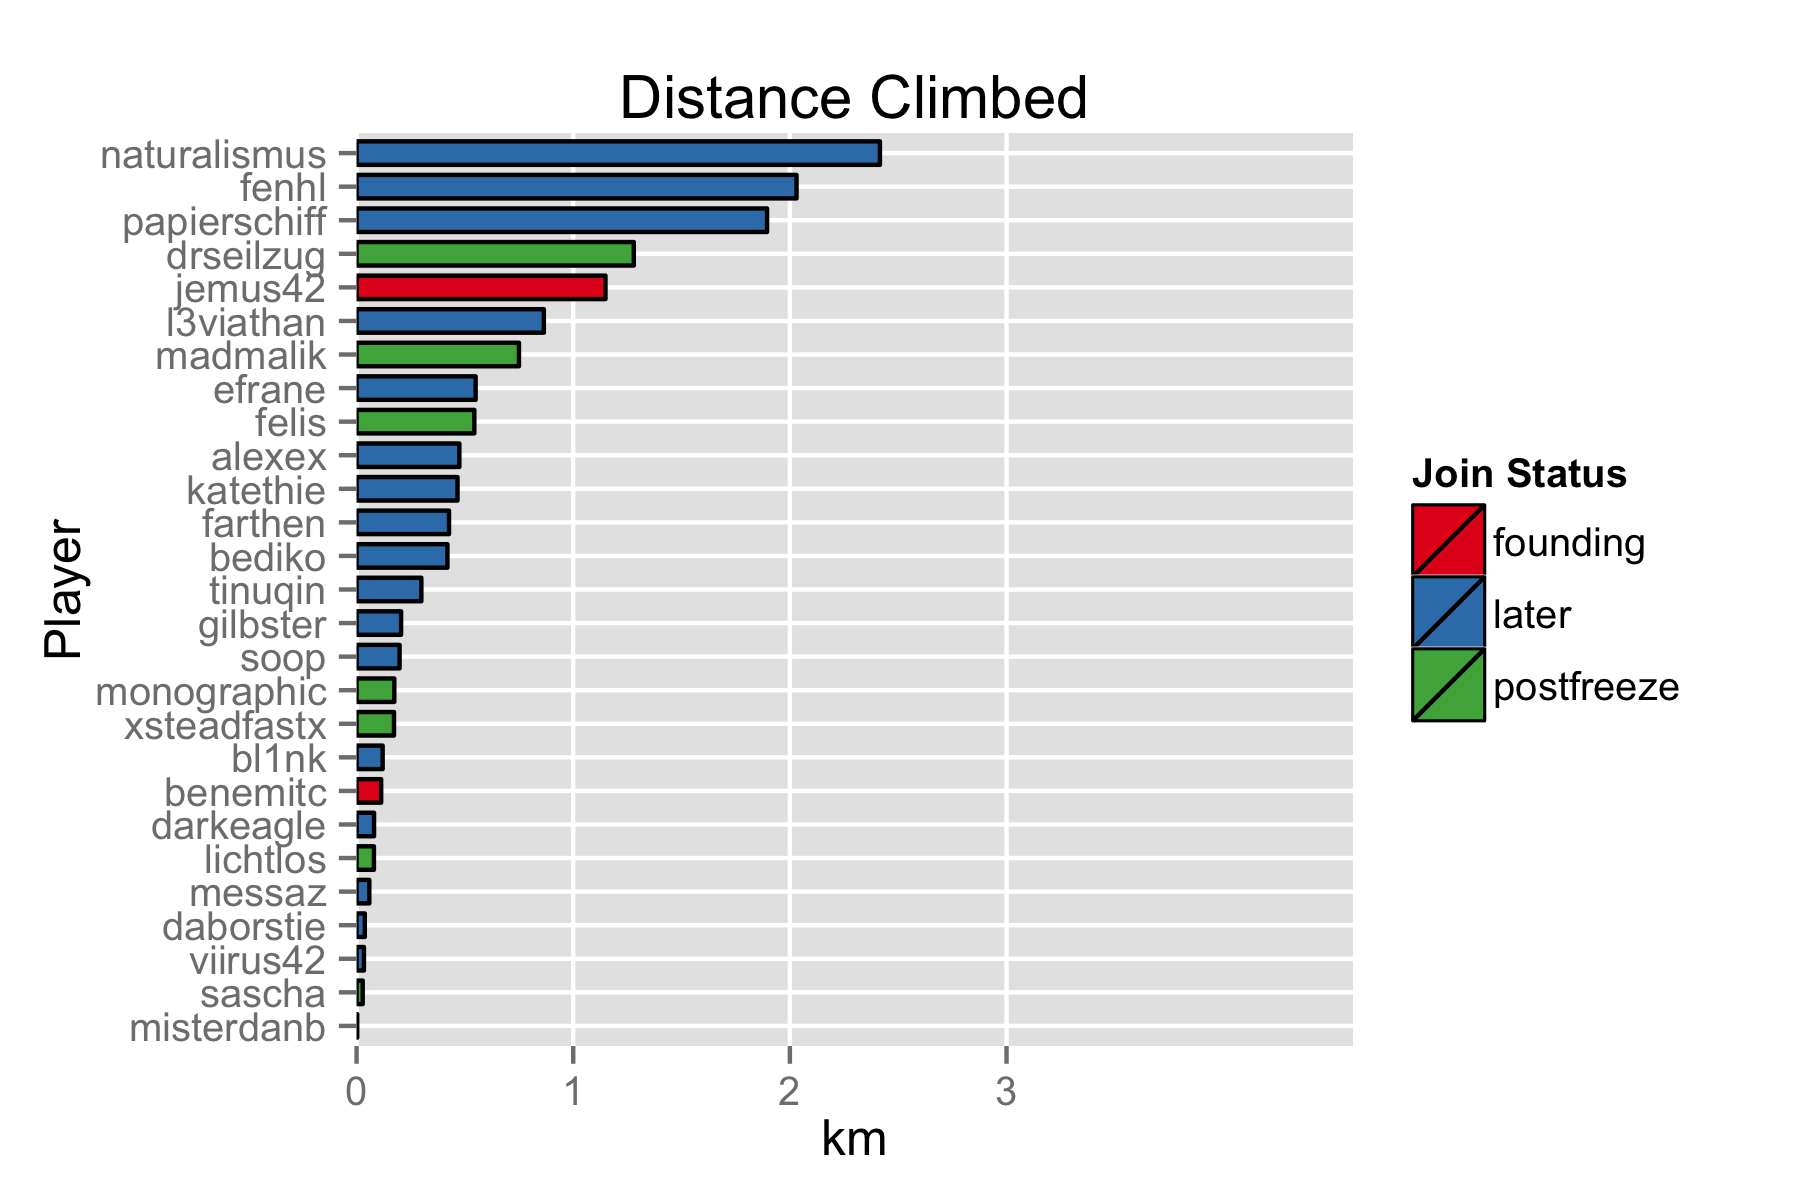 Distance Climbed
Player
naturalismus
fenhl
papierschiff
drseilzug
jemus42
l3viathan
madmalik
efrane
felis
alexex
katethie
farthen
bediko
tinuqin
gilbster
soop
monographic
xsteadfastx
bl1nk
benemitc
darkeagle
lichtlos
messaz
daborstie
viirus42
sascha
misterdanb
0 1 2 3
km
Join Status
founding
later
postfreeze